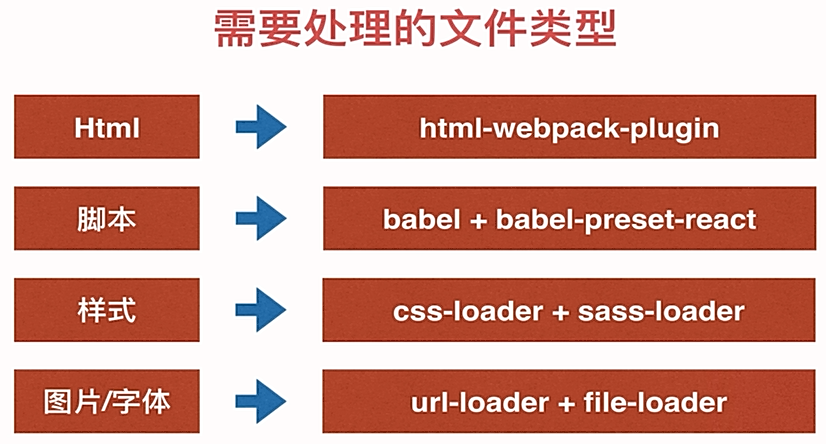 需要处理的文件类型
Html
html-webpack-plugin
脚本
babel + babel-preset-react
样式
css-loader + sass-loader
图片/字体
url-loader + file-loader